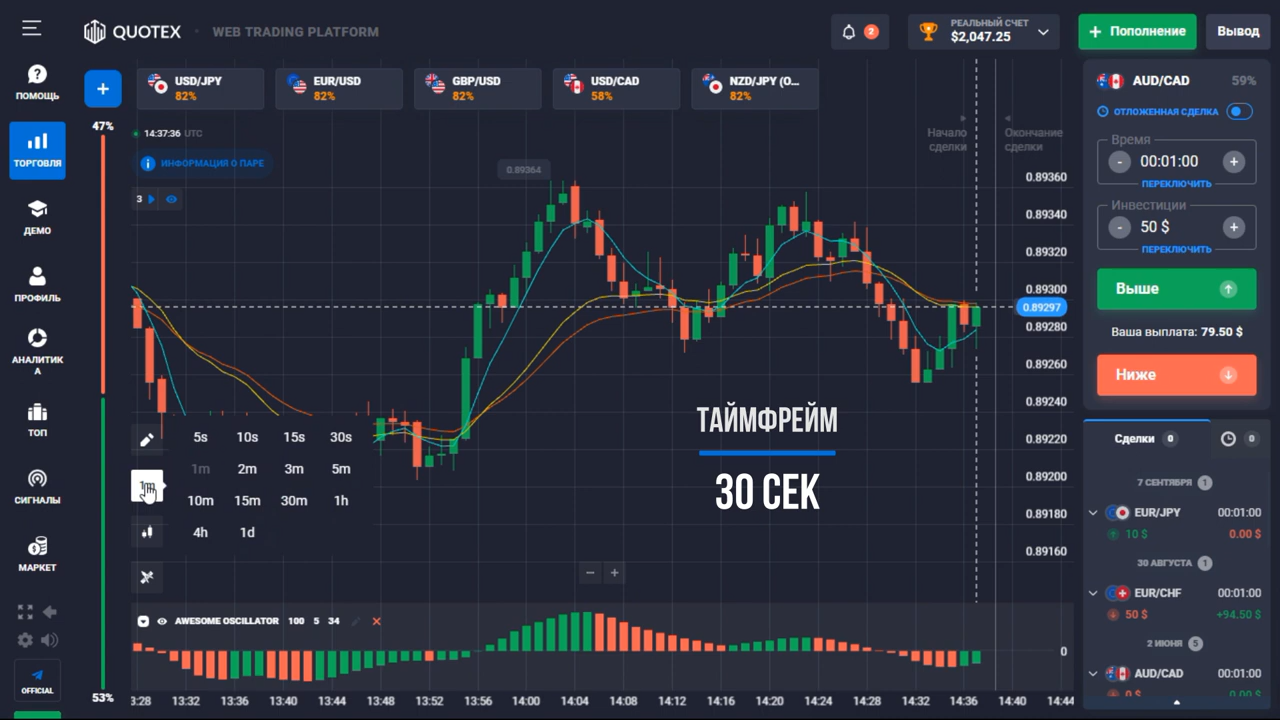 QUOTEX
WEB TRADING PLATFORM
2
РЕАЛЬНЫЙ СЧЕТ
$2,047.25
+ Пополнение
Вывод
ПОМОЩЬ
ТОРГОВЛЯ
ДЕМО
ПРОФИЛЬ
АНАЛИТИК
А
ТОП
СИГНАЛЫ
МАРКЕТ
OFFICIAL
+
USD/JPY
82%
EUR/USD
82%
GBP/USD
82%
USD/CAD
58%
NZD/JPY (O...
82%
47%
53%
14:37:36 UTC
ИНФОРМАЦИЯ О ПАРЕ
3
0.89364
Начало
сделки
Окончание
сделки
0.89360
0.89340
0.89320
0.89300
0.89297
0.89280
0.89260
0.89240
0.89220
0.89200
0.89180
0.89160
5s 10s 15s 30s
1m 2m 3m 5m
10m 15m 30m 1h
4h 1d
1m
ТАЙМФРЕЙМ
30 СЕК
− +
AWESOME OSCILLATOR 100 5 34
0
3:28 13:32 13:36 13:40 13:44 13:48 13:52 13:56 14:00 14:04 14:08 14:12 14:16 14:20 14:24 14:28 14:32 14:36 14:40 14:44
AUD/CAD 59%
ОТЛОЖЕННАЯ СДЕЛКА
Время
- 00:01:00 +
ПЕРЕКЛЮЧИТЬ
Инвестиции
- 50 $ +
ПЕРЕКЛЮЧИТЬ
Выше
Ваша выплата: 79.50 $
Ниже
Сделки 0
0
7 СЕНТЯБРЯ 1
EUR/JPY 00:01:00
10 $ 0.00 $
30 АВГУСТА 1
EUR/CHF 00:01:00
50 $ +94.50 $
2 ИЮНЯ 5
AUD/CAD 00:01:00